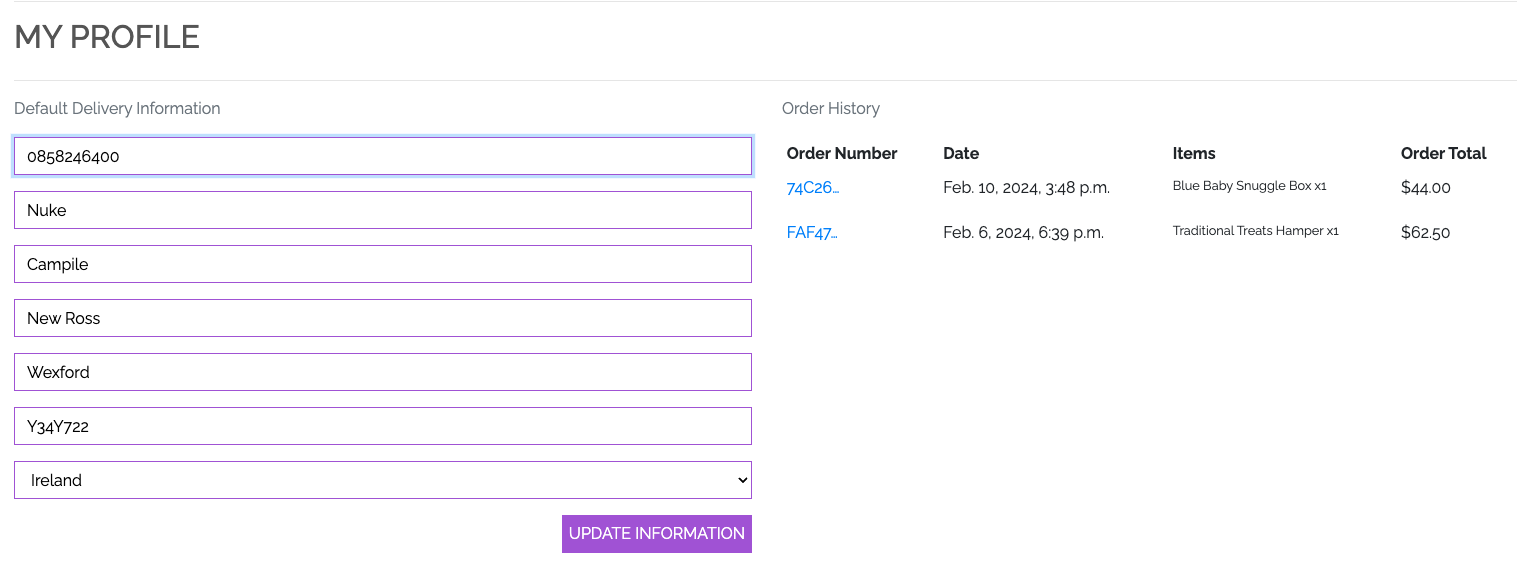 MY PROFILE
Default Delivery Information
0858246400
Nuke
Campile
New Ross
Wexford
Y34Y722
Ireland
UPDATE INFORMATION
Order History
Order Number Date Items Order Total
74C26... Feb. 10, 2024, 3:48 p.m. Blue Baby Snuggle Box x1 $44.00
FAF47... Feb. 6, 2024, 6:39 p.m. Traditional Treats Hamper x1 $62.50